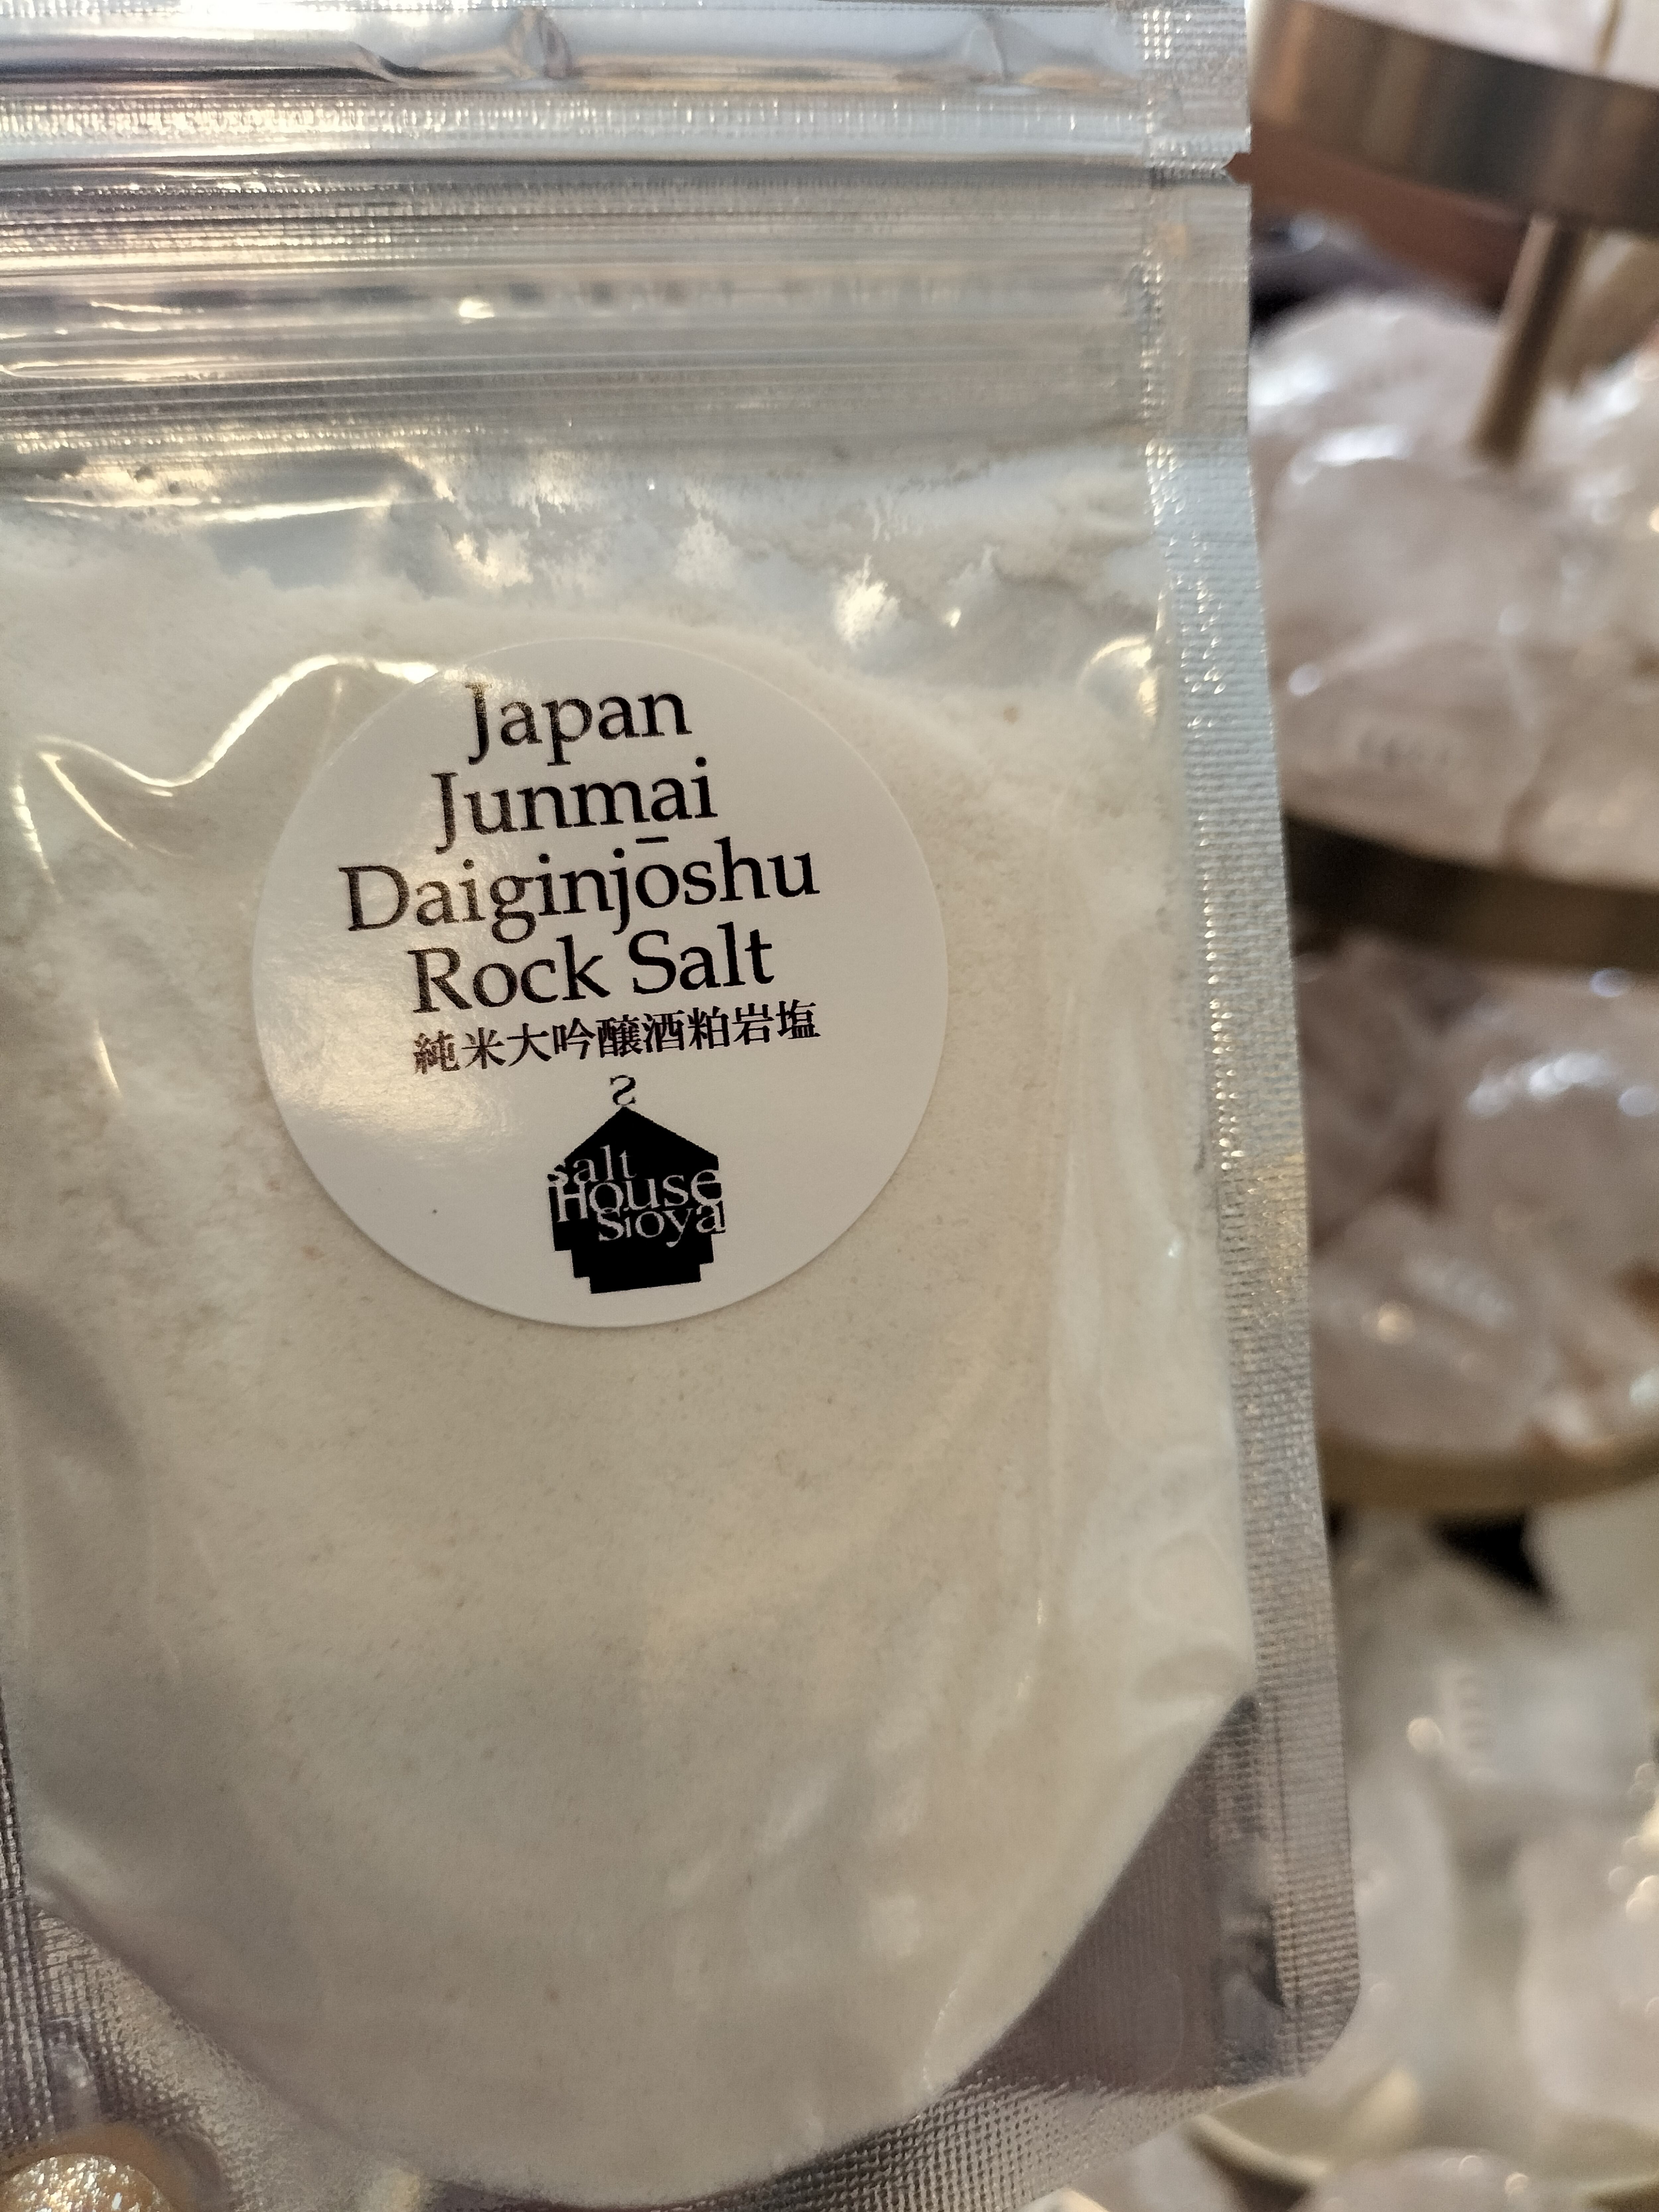 Japan
Junmai
Daiginjōshu
Rock Salt
純米大吟醸酒粕岩塩
S
salt
House
Sioya